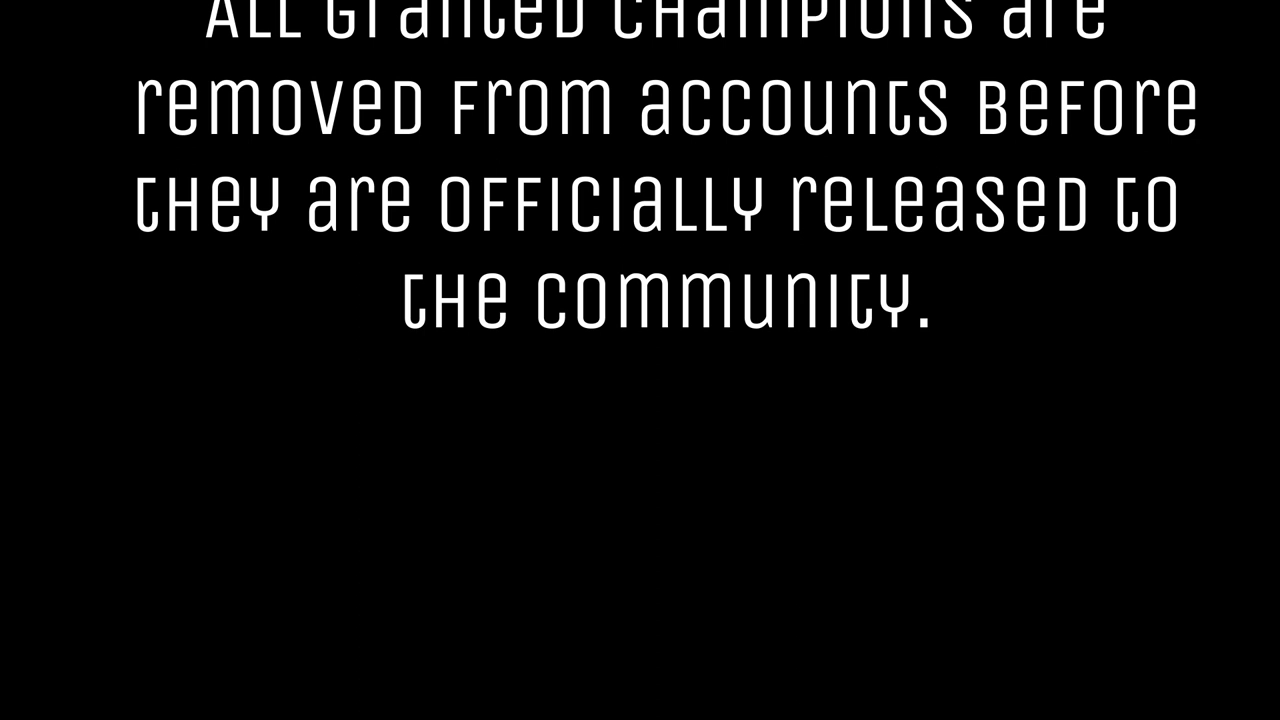 All granted champions are
removed from accounts before
they are officially released to
the community.